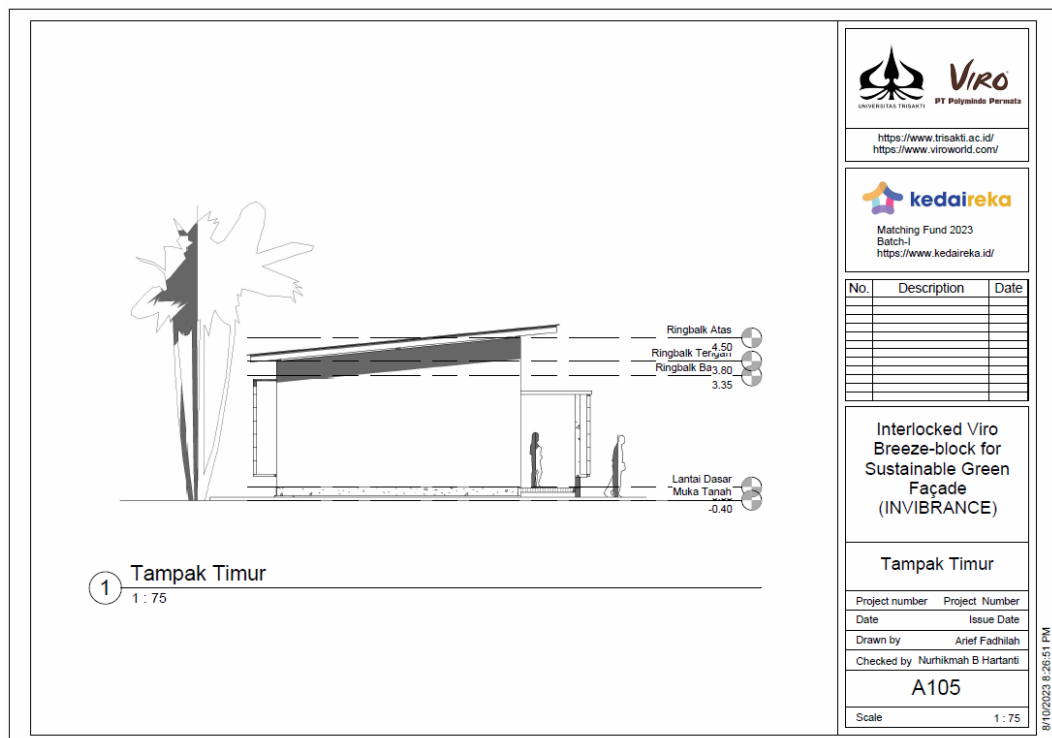 Ringbalk Atas
4.50
Ringbalk Tengah
3.80
Ringbalk Ba
3.35
Lantai Dasar
Muka Tanah
-0.40
1
Tampak Timur
1 : 75
UNIVERSITAS TRISAKTI
VIRO
PT Polymindo Permata
https://www.trisakti.ac.id/
https://www.viroworld.com/
kedaireka
Matching Fund 2023
Batch-I
https://www.kedaireka.id/
No. Description Date
Interlocked Viro
Breeze-block for
Sustainable Green
Façade
(INVIBRANCE)
Tampak Timur
Project number Project Number
Date Issue Date
Drawn by Arief Fadhilah
Checked by Nurhikmah B Hartanti
A105
Scale 1 : 75
8/10/2023 8:26:51 PM